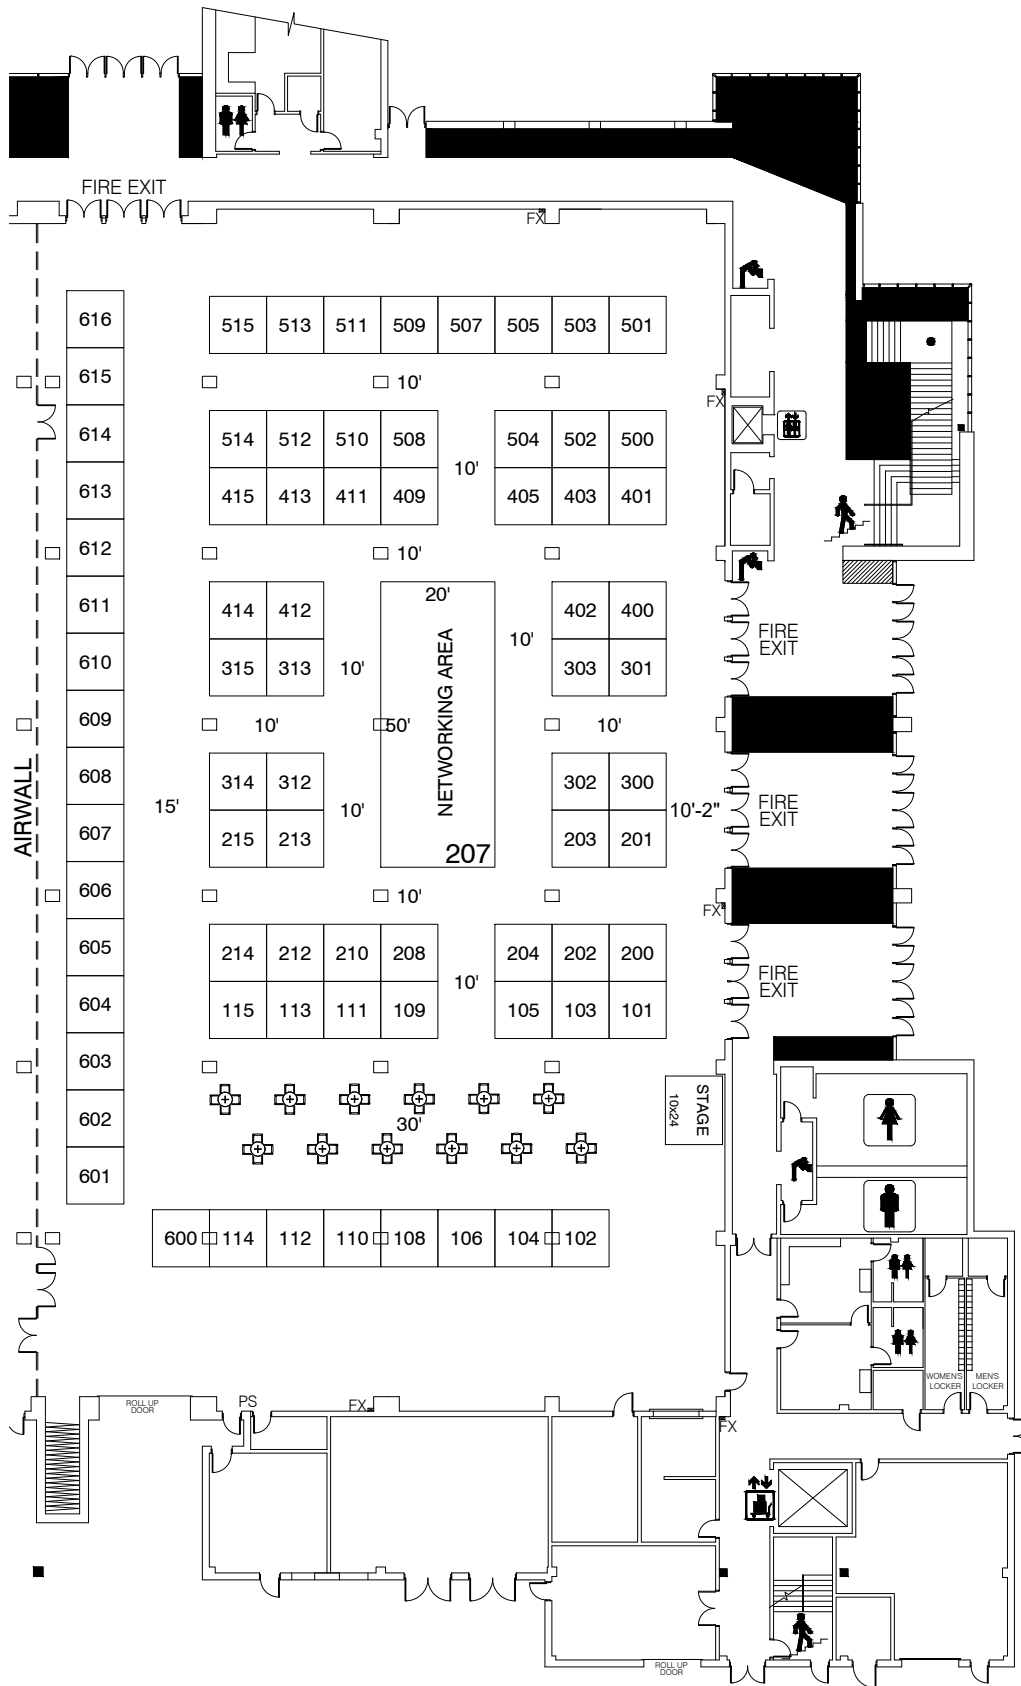 FIRE EXIT
FX
616
515 513 511 509 507 505 503 501
615
10'
FX
614
514 512 510 508 504 502 500
10'
613
415 413 411 409 405 403 401
612
10'
611
20'
414 412 402 400
FIRE
EXIT
10'
610
315 313 10' 303 301
NETWORKING AREA
609
10' 50' 10'
608
314 312 302 300
AIRWALL
15' 10' 10'-2"
FIRE
EXIT
607
215 213 203 201
207
606
10'
FX
605
214 212 210 208 204 202 200
FIRE
EXIT
10'
604
115 113 111 109 105 103 101
603
602
30'
STAGE
10x24
601
600 114 112 110 108 106 104 102
WOMEN'S
LOCKER
MEN'S
LOCKER
ROLL UP
DOOR
PS
FX
FX
ROLL UP
DOOR